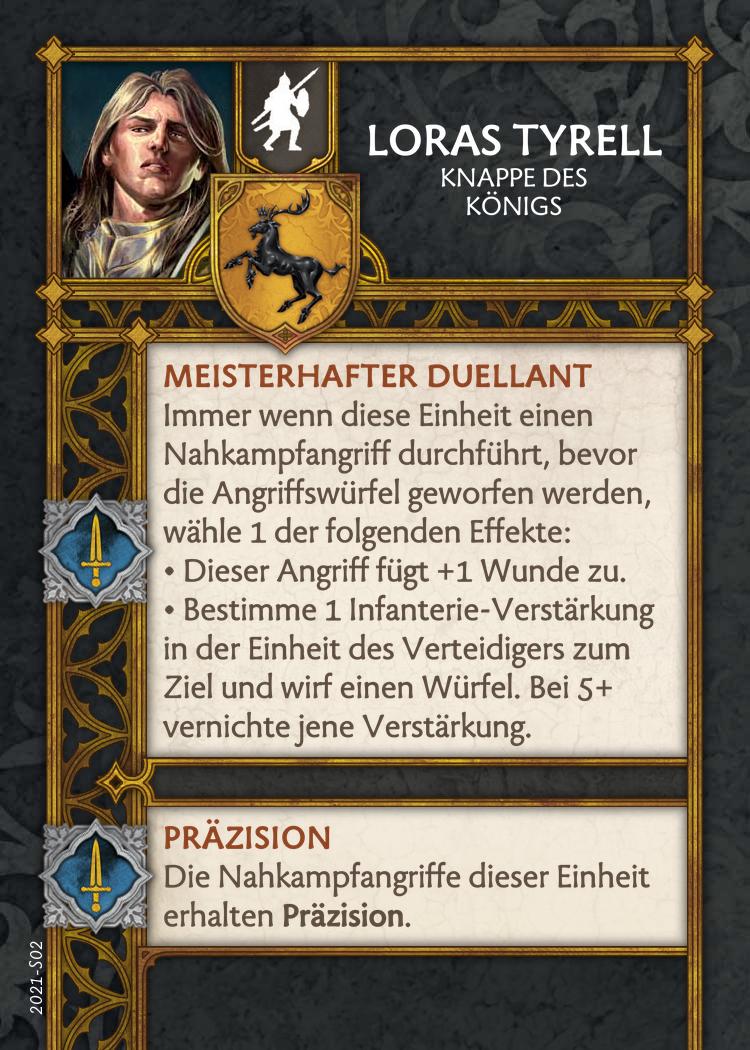 LORAS TYRELL
KNAPPE DES
KÖNIGS
MEISTERHAFTER DUELLANT
Immer wenn diese Einheit einen
Nahkampfangriff durchführt, bevor
die Angriffswürfel geworfen werden,
wähle 1 der folgenden Effekte:
• Dieser Angriff fügt +1 Wunde zu.
• Bestimme 1 Infanterie-Verstärkung
in der Einheit des Verteidigers zum
Ziel und wirf einen Würfel. Bei 5+
vernichte jene Verstärkung.
PRÄZISION
Die Nahkampfangriffe dieser Einheit
erhalten Präzision.
2021-S02